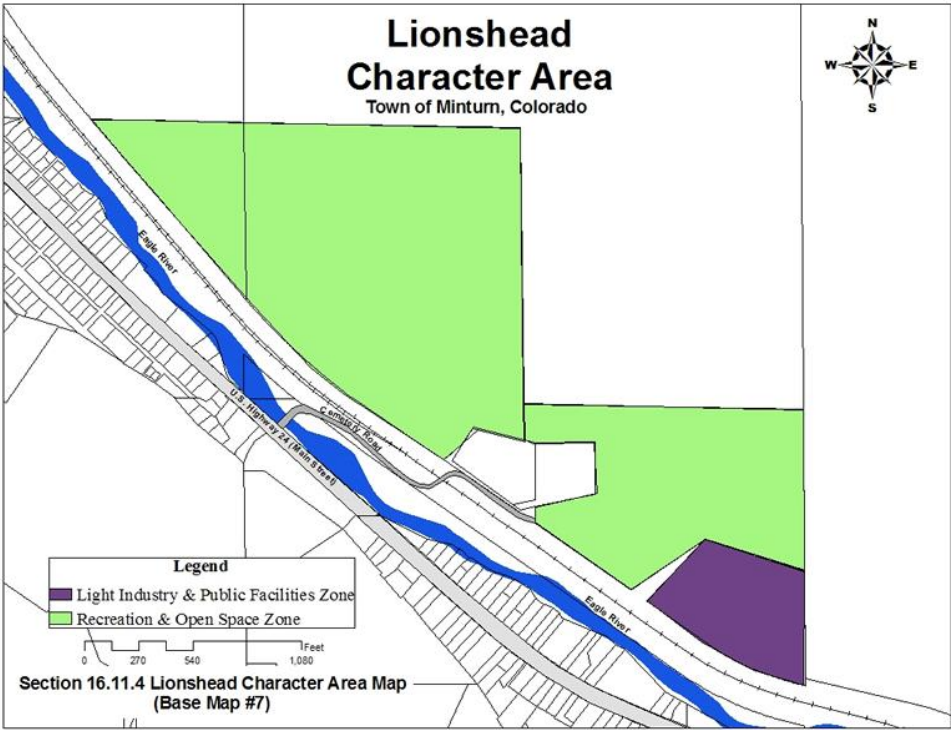 Lionshead
Character Area
Town of Minturn, Colorado
N
W E
S
Eagle River
U.S. Highway 24 (Main Street)
Cemetery Road
Eagle River
Legend
Light Industry & Public Facilities Zone
Recreation & Open Space Zone
Feet
0 270 540 1,080
Section 16.11.4 Lionshead Character Area Map
(Base Map #7)